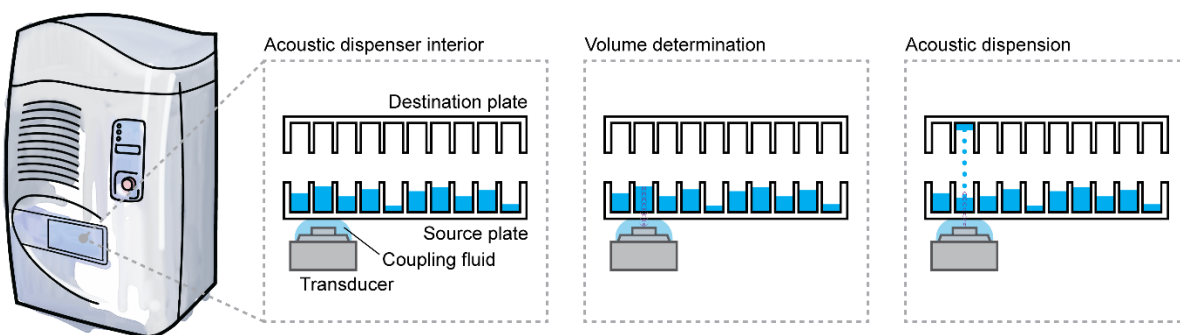 Acoustic dispenser interior
Destination plate
Source plate
Coupling fluid
Transducer
Volume determination
Acoustic dispension